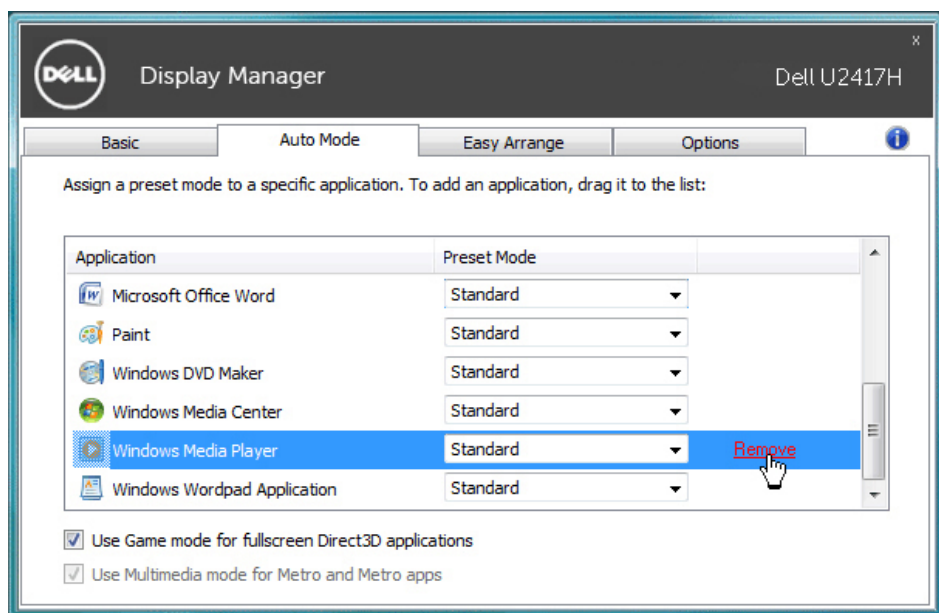 x
DELL
Display Manager
Dell U2417H
Basic
Auto Mode
Easy Arrange
Options
i
Assign a preset mode to a specific application. To add an application, drag it to the list:
Application Preset Mode
Microsoft Office Word Standard
Paint Standard
Windows DVD Maker Standard
Windows Media Center Standard
Windows Media Player Standard Remove
Windows Wordpad Application Standard
Use Game mode for fullscreen Direct3D applications
Use Multimedia mode for Metro and Metro apps